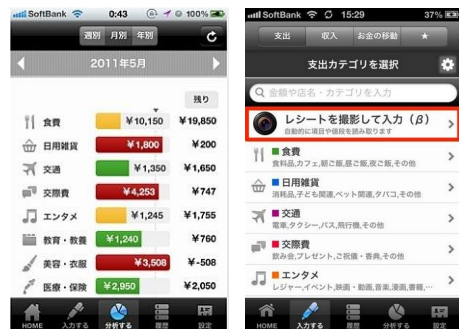 SoftBank 0:43 100%
週別 月別 年別
2011年5月
残り
食費 ¥10,150 ¥19,850
日用雑貨 ¥1,800 ¥200
交通 ¥1,350 ¥1,650
交際費 ¥4,253 ¥747
エンタメ ¥1,245 ¥1,755
教育・教養 ¥1,240 ¥760
美容・衣服 ¥3,508 ¥-508
医療・保険 ¥2,950 ¥2,050
HOME 入力する 分析する 履歴 設定
SoftBank 15:29 37%
支出 収入 お金の移動 ★
支出カテゴリを選択
金額や店名・カテゴリを入力
レシートを撮影して入力（β）
自動的に項目や値段を読み取ります
食費
食料品,カフェ,朝ご飯,昼ご飯,夜ご飯,その他
日用雑貨
消耗品,子ども関連,ペット関連,タバコ,その他
交通
電車,タクシー,バス,飛行機,その他
交際費
飲み会,プレゼント,ご祝儀・香典,その他
エンタメ
レジャー,イベント,映画・動画,音楽,漫画,書籍,…
HOME 入力する 分析する 履歴 設定